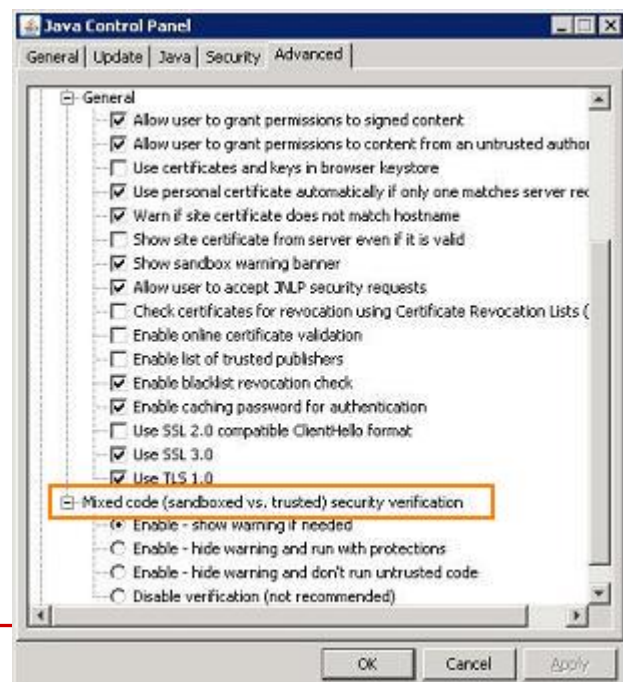 Java Control Panel
General Update Java Security Advanced
General
Allow user to grant permissions to signed content
Allow user to grant permissions to content from an untrusted author
Use certificates and keys in browser keystore
Use personal certificate automatically if only one matches server rec
Warn if site certificate does not match hostname
Show site certificate from server even if it is valid
Show sandbox warning banner
Allow user to accept JNLP security requests
Check certificates for revocation using Certificate Revocation Lists (
Enable online certificate validation
Enable list of trusted publishers
Enable blacklist revocation check
Enable caching password for authentication
Use SSL 2.0 compatible ClientHello format
Use SSL 3.0
Use TLS 1.0
Mixed code (sandboxed vs. trusted) security verification
Enable - show warning if needed
Enable - hide warning and run with protections
Enable - hide warning and don't run untrusted code
Disable verification (not recommended)
OK Cancel Apply